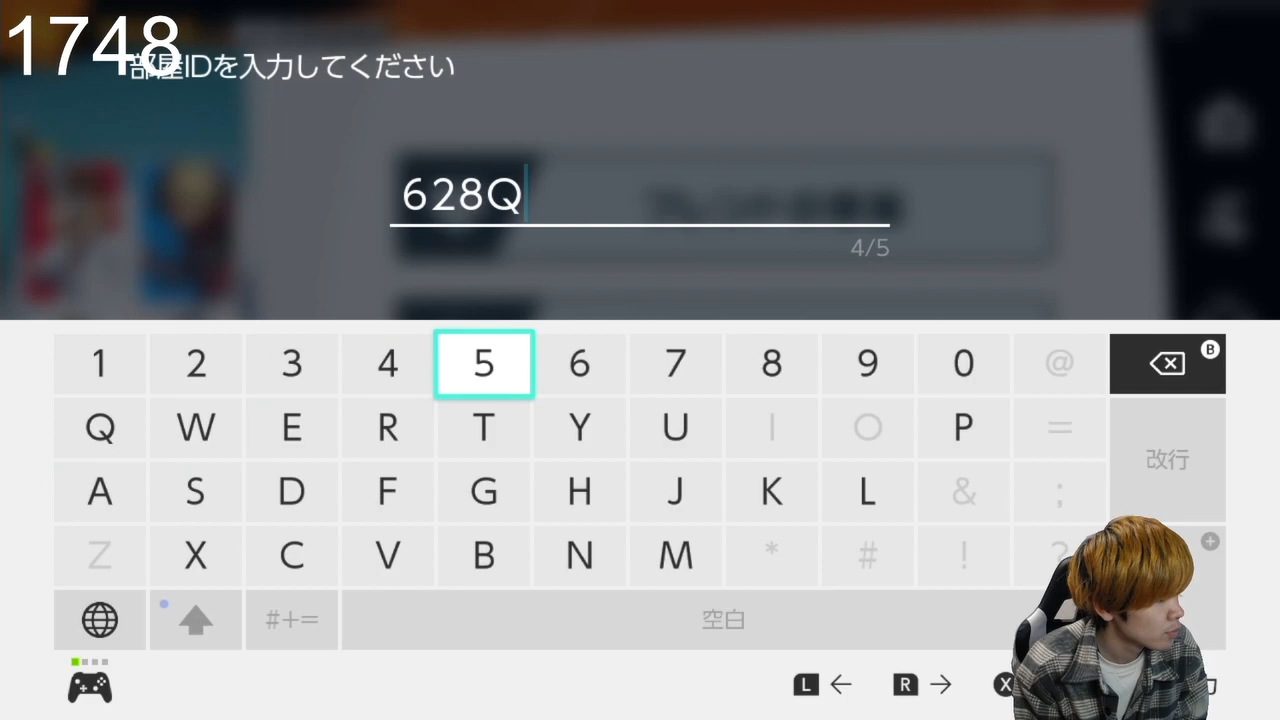 1748
部屋IDを入力してください
628Q
4/5
1 2 3 4 5 6 7 8 9 0 @ B
Q W E R T Y U I O P =
改行
A S D F G H J K L & ;
Z X C V B N M * # ! ?
#+= 空白
L ← R → X